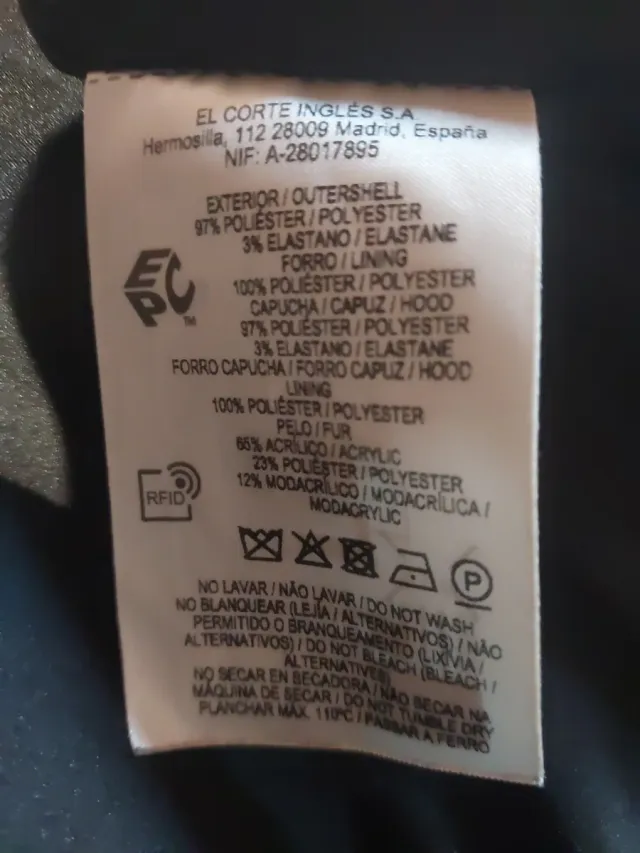 EL CORTE INGLÉS S.A
Hermosilla, 112 28009 Madrid, España
NIF: A-28017895
EXTERIOR / OUTERSHELL
97% POLIÉSTER / POLYESTER
3% ELASTANO / ELASTANE
FORRO / LINING
100% POLIÉSTER / POLYESTER
CAPUCHA / CAPUZ / HOOD
97% POLIÉSTER / POLYESTER
3% ELASTANO / ELASTANE
FORRO CAPUCHA / FORRO CAPUZ / HOOD
LINING
100% POLIÉSTER / POLYESTER
PELO / FUR
65% ACRÍLICO / ACRYLIC
23% POLIÉSTER / POLYESTER
12% MODACRÍLICO / MODACRÍLICA /
MODACRYLIC
EPC TM
RFID
P
NO LAVAR / NÃO LAVAR / DO NOT WASH
NO BLANQUEAR (LEJÍA / ALTERNATIVOS) / NÃO
PERMITIDO O BRANQUEAMENTO (LIXÍVIA /
ALTERNATIVOS) / DO NOT BLEACH (BLEACH /
ALTERNATIVES)
NO SECAR EN SECADORA / NÃO SECAR NA
MÁQUINA DE SECAR / DO NOT TUMBLE DRY
PLANCHAR MÁX. 110ºC / PASSAR A FERRO